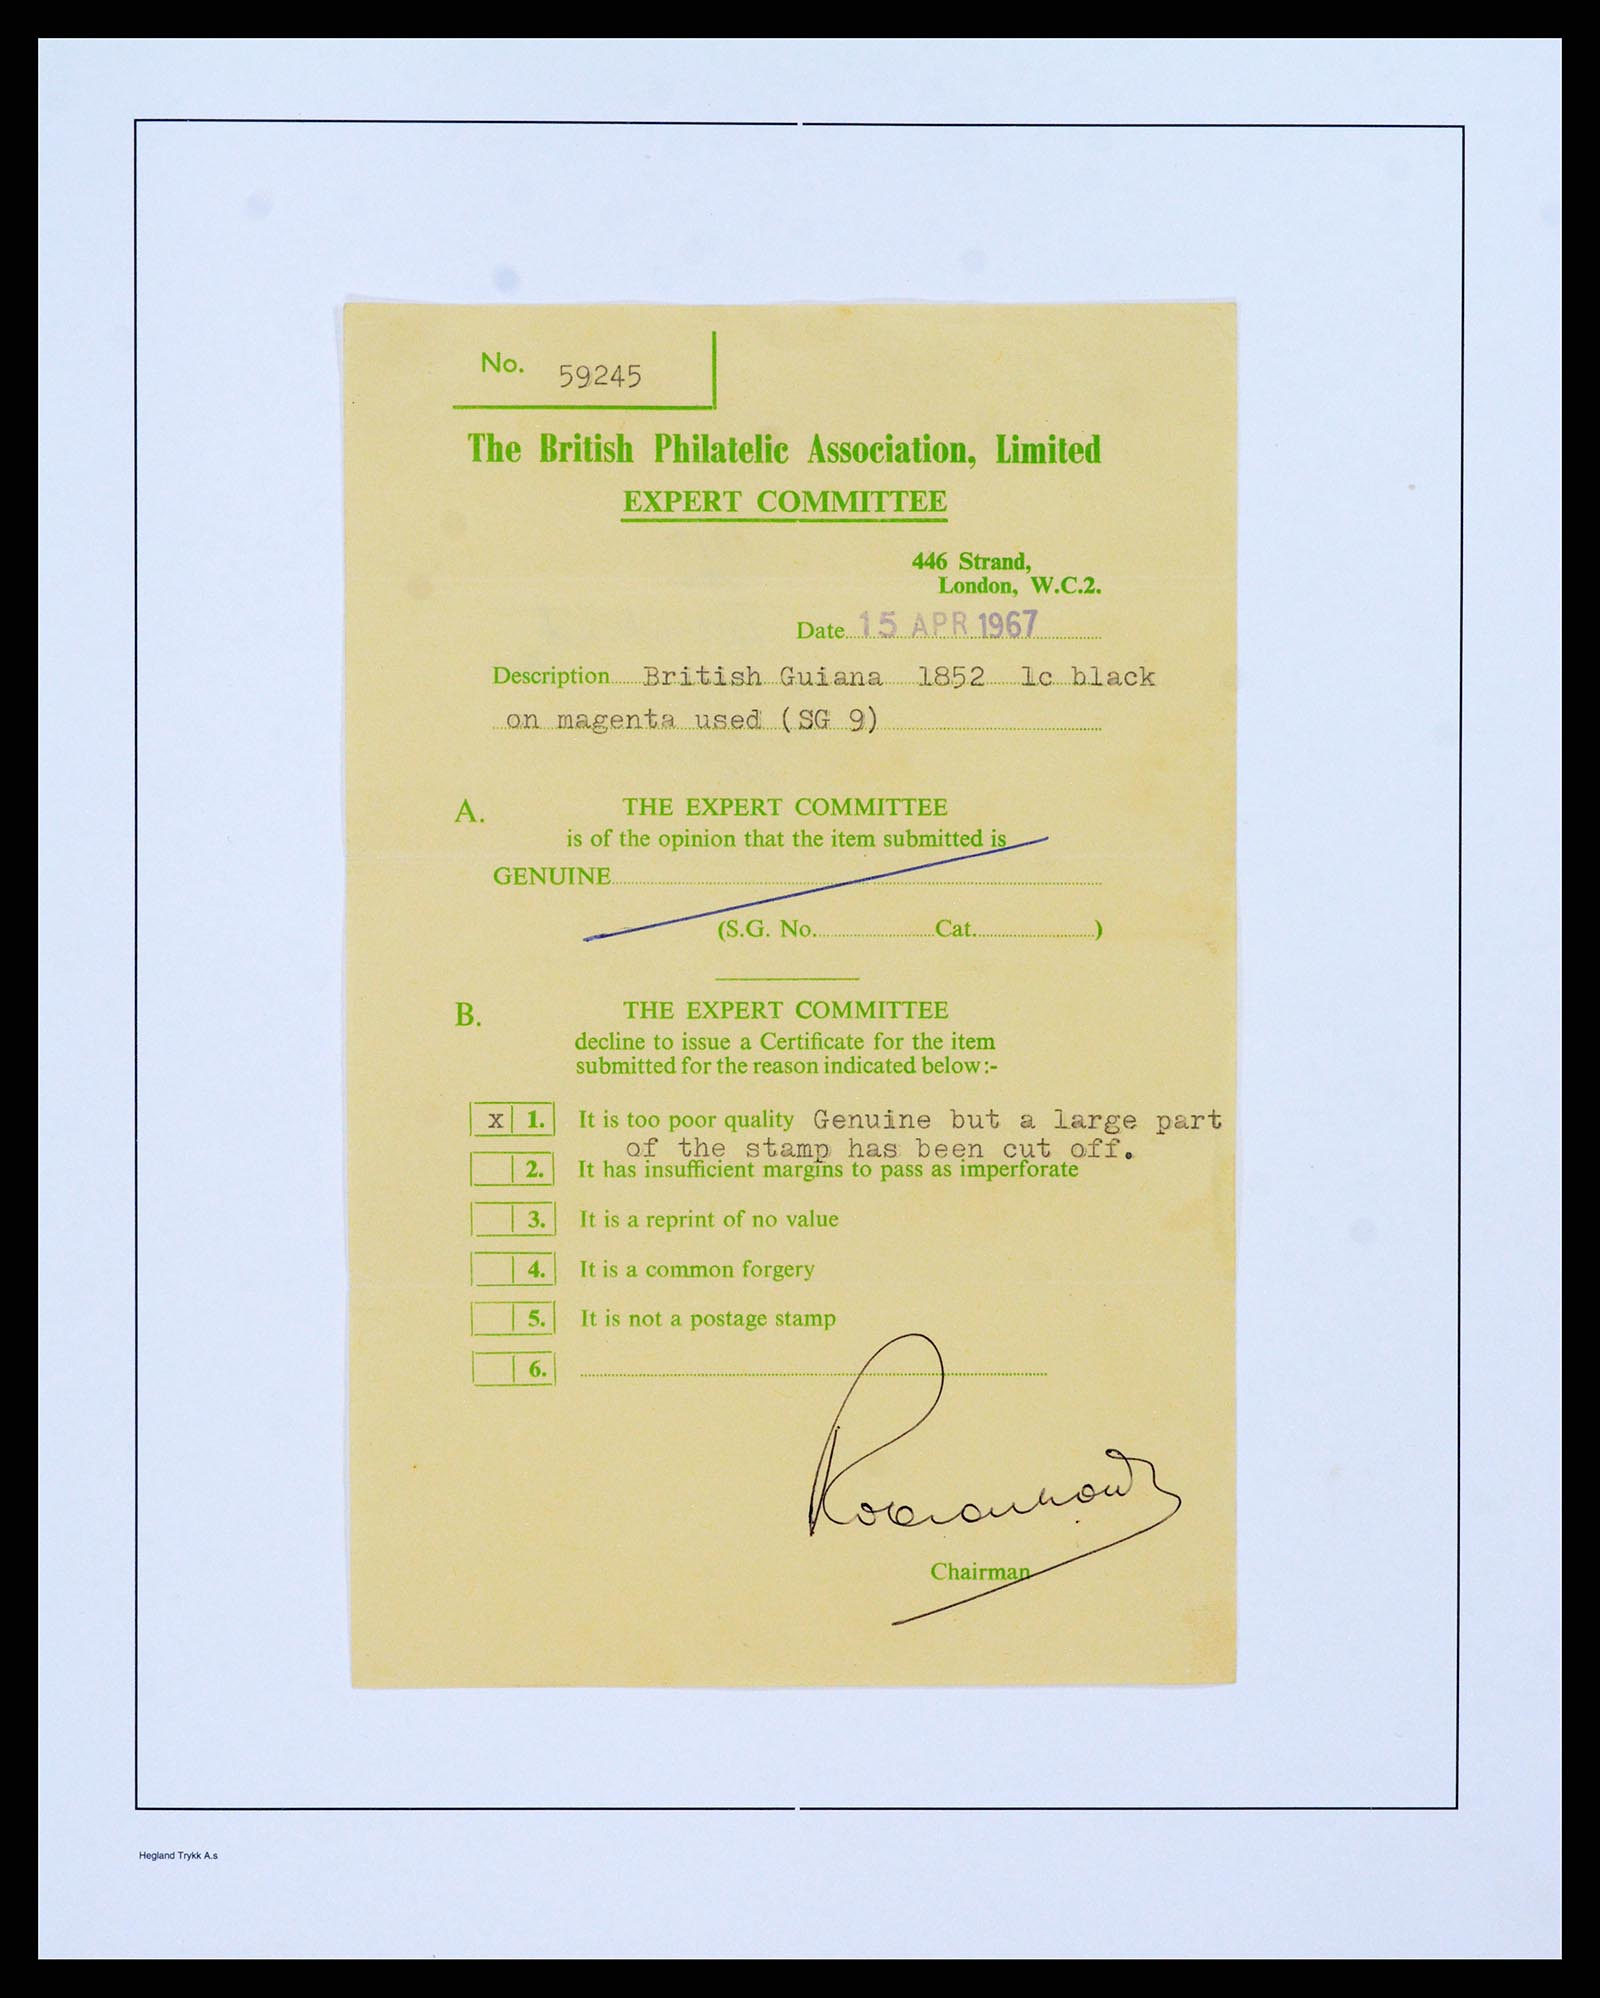 No. 59245
The British Philatelic Association, Limited
EXPERT COMMITTEE
446 Strand,
London, W.C.2.
Date 15 APR 1967
Description British Guiana 1852 1c black
on magenta used (SG 9)
A. THE EXPERT COMMITTEE
is of the opinion that the item submitted is
GENUINE
(S.G. No. Cat. )
B. THE EXPERT COMMITTEE
decline to issue a Certificate for the item
submitted for the reason indicated below:-
x 1. It is too poor quality Genuine but a large part
of the stamp has been cut off.
2. It has insufficient margins to pass as imperforate
3. It is a reprint of no value
4. It is a common forgery
5. It is not a postage stamp
6.
Chairman
Hegland Trykk A.s